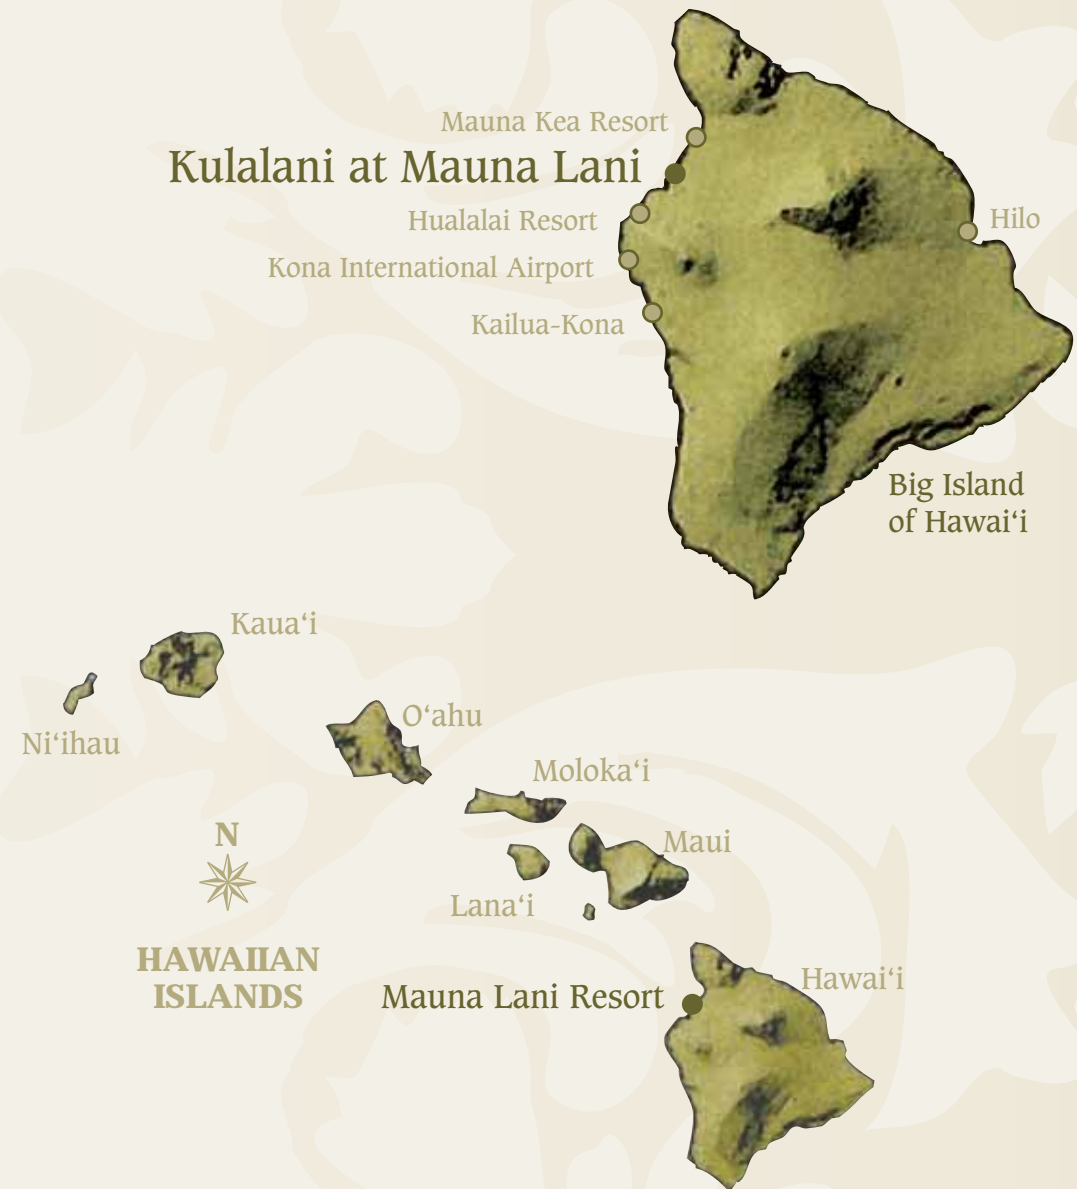 Mauna Kea Resort
Kulalani at Mauna Lani
Hualalai Resort
Hilo
Kona International Airport
Kailua-Kona
Big Island
of Hawai‘i
Kaua‘i
Ni‘ihau
O‘ahu
Moloka‘i
N
Maui
Lana‘i
HAWAIIAN
ISLANDS
Hawai‘i
Mauna Lani Resort